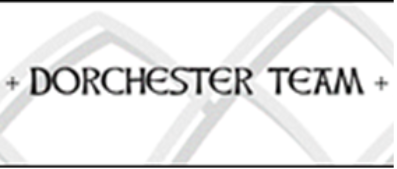 + DORCHESTER TEAM +